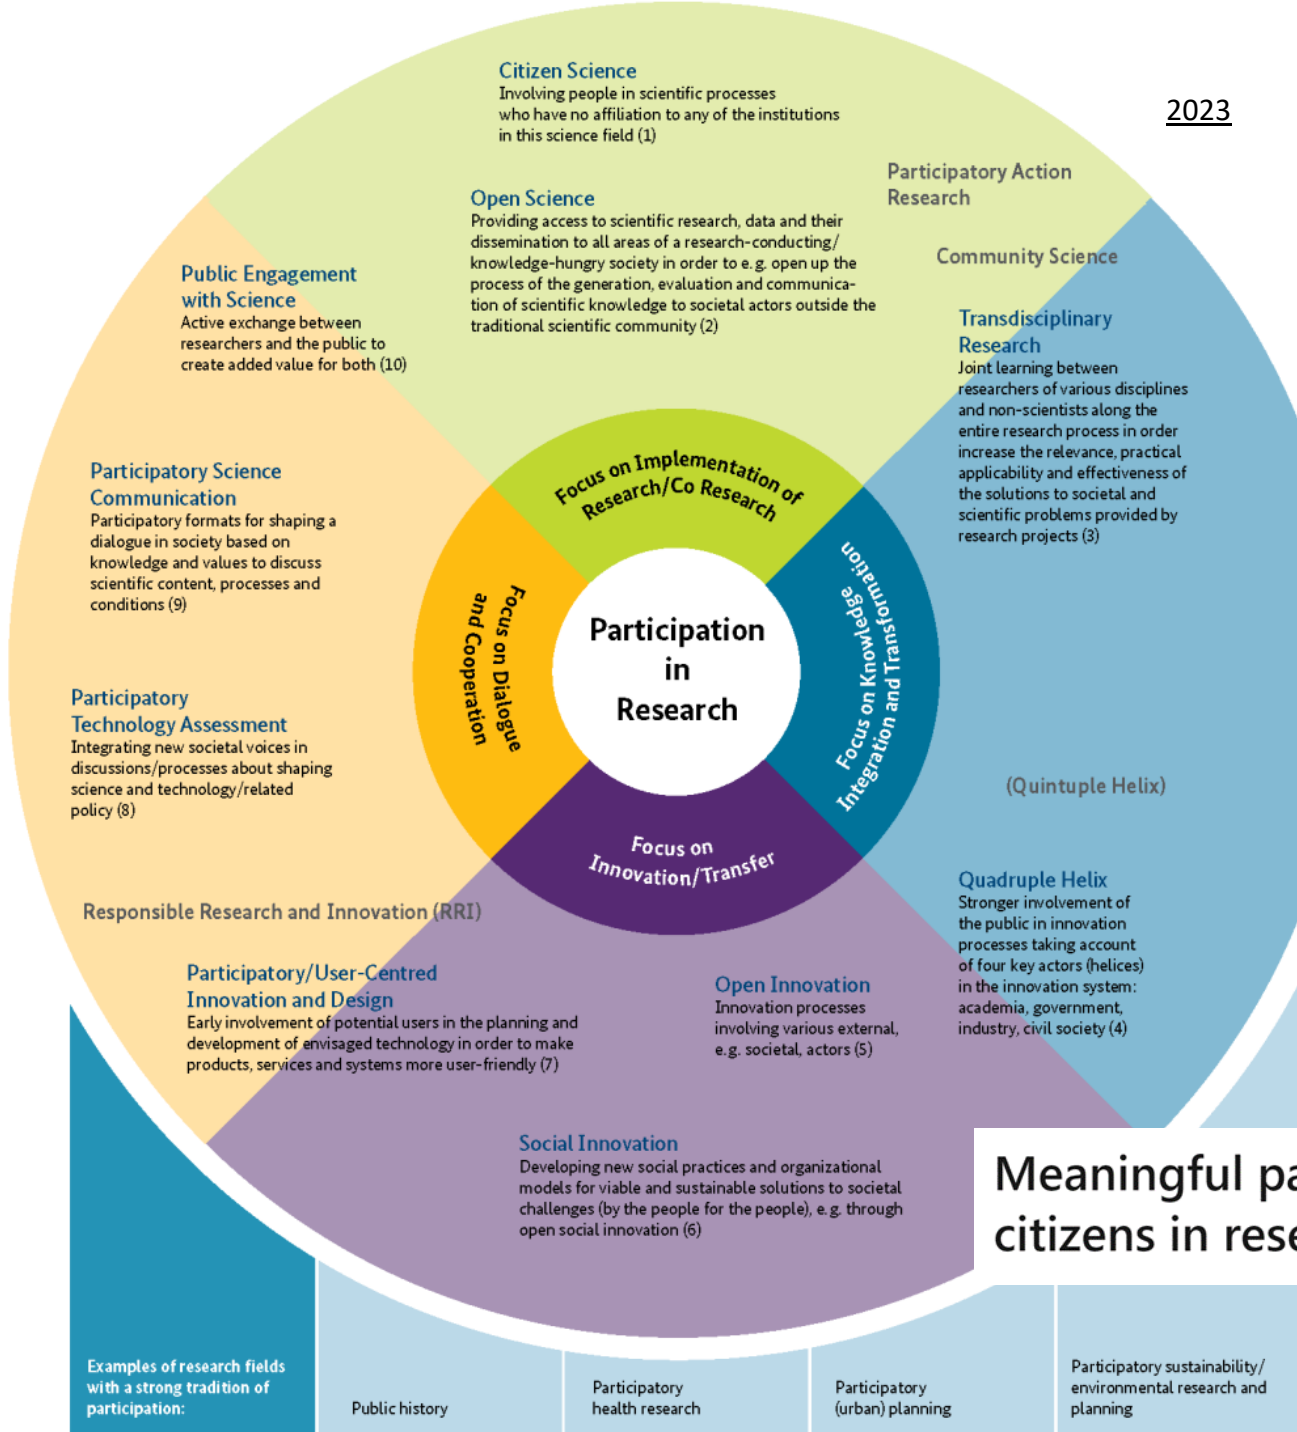 2023
Citizen Science
Involving people in scientific processes
who have no affiliation to any of the institutions
in this science field (1)
Participatory Action
Research
Open Science
Providing access to scientific research, data and their
dissemination to all areas of a research-conducting/
knowledge-hungry society in order to e. g. open up the
process of the generation, evaluation and communica-
tion of scientific knowledge to societal actors outside the
traditional scientific community (2)
Community Science
Public Engagement
with Science
Active exchange between
researchers and the public to
create added value for both (10)
Transdisciplinary
Research
Joint learning between
researchers of various disciplines
and non-scientists along the
entire research process in order
increase the relevance, practical
applicability and effectiveness of
the solutions to societal and
scientific problems provided by
research projects (3)
Focus on Implementation of
Research/Co Research
Participatory Science
Communication
Participatory formats for shaping a
dialogue in society based on
knowledge and values to discuss
scientific content, processes and
conditions (9)
Focus on Dialogue
and Cooperation
Participation
in
Research
Focus on Knowledge
Integration and Transformation
Participatory
Technology Assessment
Integrating new societal voices in
discussions/processes about shaping
science and technology/related
policy (8)
(Quintuple Helix)
Focus on
Innovation/Transfer
Quadruple Helix
Stronger involvement of
the public in innovation
processes taking account
of four key actors (helices)
in the innovation system:
academia, government,
industry, civil society (4)
Responsible Research and Innovation (RRI)
Participatory/User-Centred
Innovation and Design
Early involvement of potential users in the planning and
development of envisaged technology in order to make
products, services and systems more user-friendly (7)
Open Innovation
Innovation processes
involving various external,
e.g. societal, actors (5)
Social Innovation
Developing new social practices and organizational
models for viable and sustainable solutions to societal
challenges (by the people for the people), e. g. through
open social innovation (6)
Meaningful pa
citizens in rese
Examples of research fields
with a strong tradition of
participation:
Public history
Participatory
health research
Participatory
(urban) planning
Participatory sustainability/
environmental research and
planning